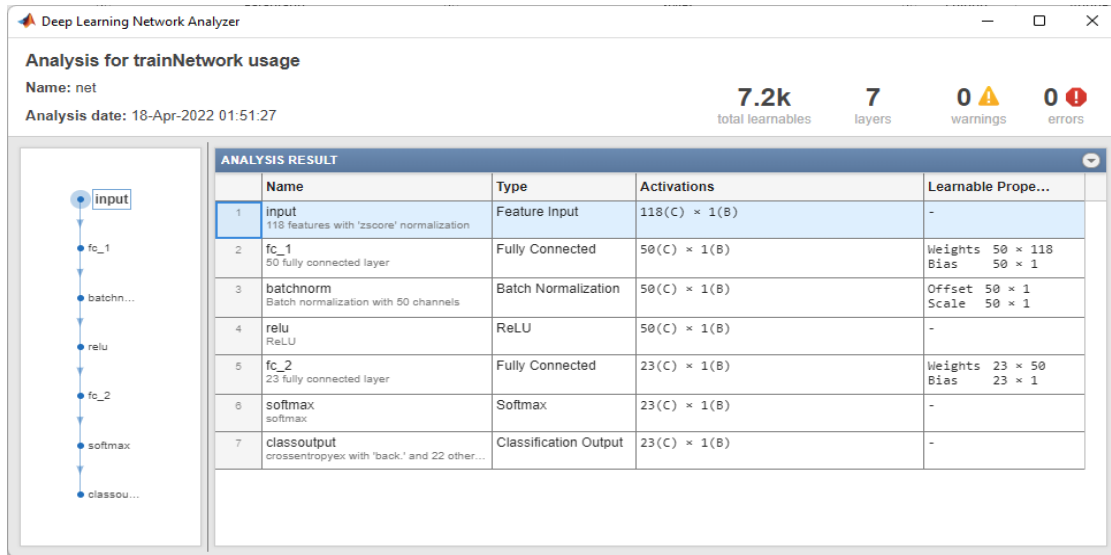 Deep Learning Network Analyzer
Analysis for trainNetwork usage
Name: net
Analysis date: 18-Apr-2022 01:51:27
7.2k
total learnables
7
layers
0
warnings
0
errors
input
fc_1
batchn...
relu
fc_2
softmax
classou...
ANALYSIS RESULT
Name Type Activations Learnable Prope...
1 input Feature Input 118(C) × 1(B) -
118 features with 'zscore' normalization
2 fc_1 Fully Connected 50(C) × 1(B) Weights 50 × 118
50 fully connected layer Bias 50 × 1
3 batchnorm Batch Normalization 50(C) × 1(B) Offset 50 × 1
Batch normalization with 50 channels Scale 50 × 1
4 relu ReLU 50(C) × 1(B) -
ReLU
5 fc_2 Fully Connected 23(C) × 1(B) Weights 23 × 50
23 fully connected layer Bias 23 × 1
6 softmax Softmax 23(C) × 1(B) -
softmax
7 classoutput Classification Output 23(C) × 1(B) -
crossentropyex with 'back.' and 22 other...